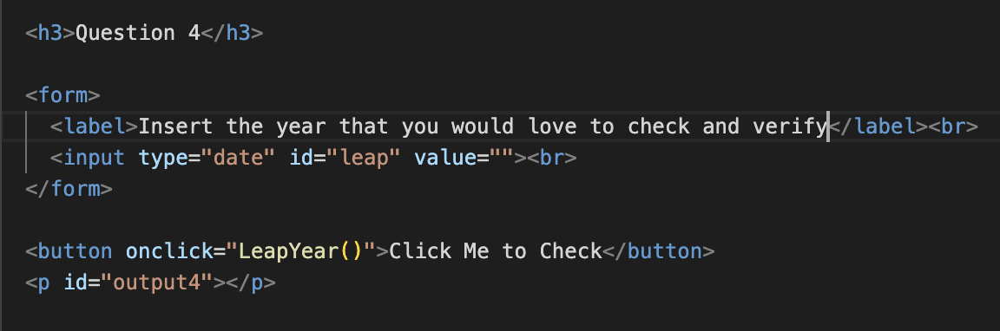 <h3>Question 4</h3>
<form>
<label>Insert the year that you would love to check and verify</label><br>
<input type="date" id="leap" value=""><br>
</form>
<button onclick="LeapYear()">Click Me to Check</button>
<p id="output4"></p>